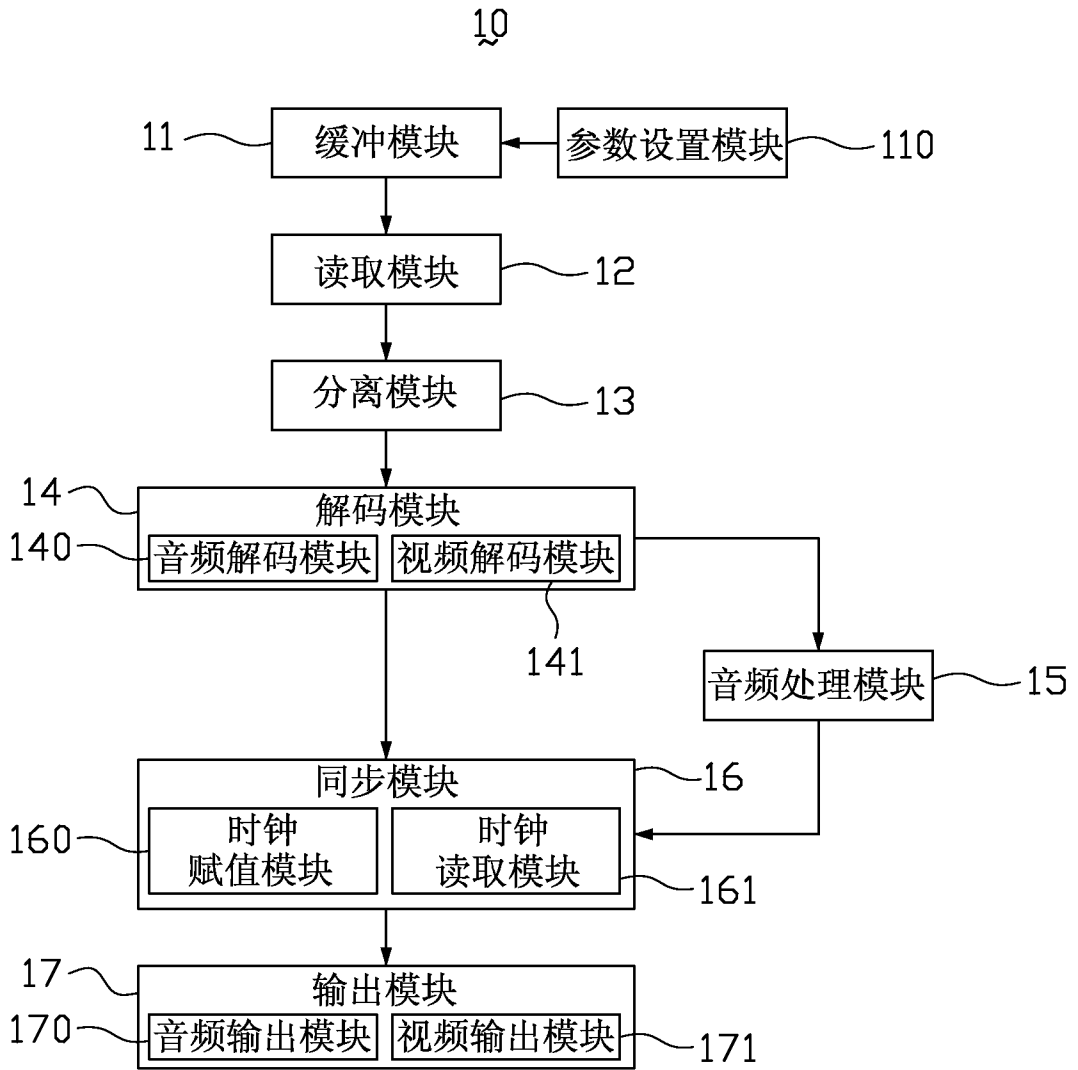 10
11
缓冲模块
参数设置模块
110
读取模块
12
分离模块
13
14
解码模块
140
音频解码模块
视频解码模块
141
音频处理模块
15
同步模块
16
160
时钟
赋值模块
时钟
读取模块
161
17
输出模块
170
音频输出模块
视频输出模块
171